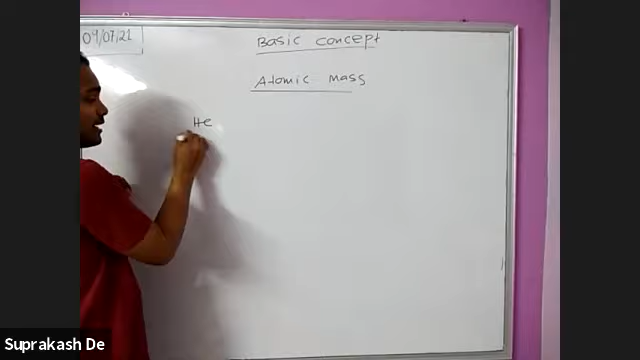 09/07/21
Basic concept
Atomic mass
He
Suprakash De